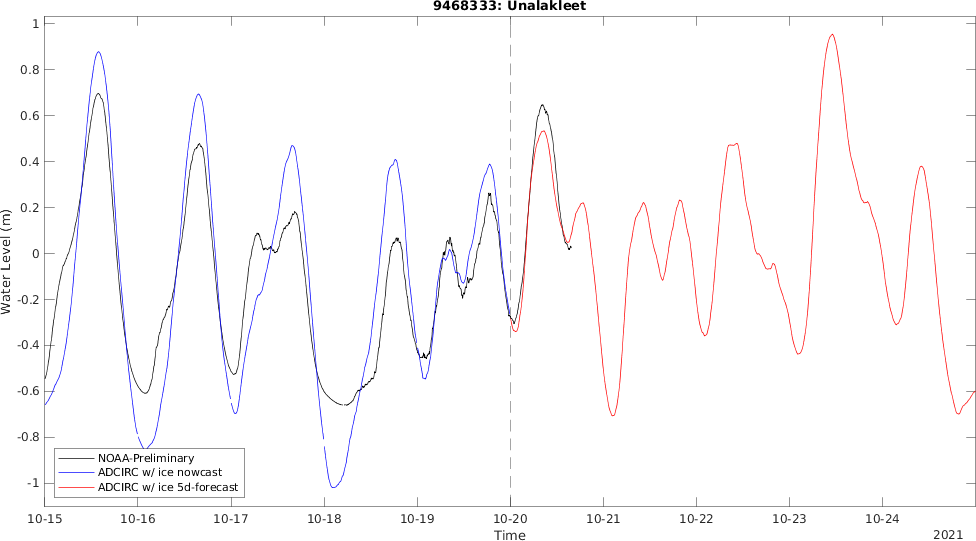 9468333: Unalakleet
1
0.8
0.6
0.4
0.2
0
-0.2
-0.4
-0.6
-0.8
-1
Water Level (m)
NOAA-Preliminary
ADCIRC w/ ice nowcast
ADCIRC w/ ice 5d-forecast
10-15 10-16 10-17 10-18 10-19 10-20 10-21 10-22 10-23 10-24
Time
2021